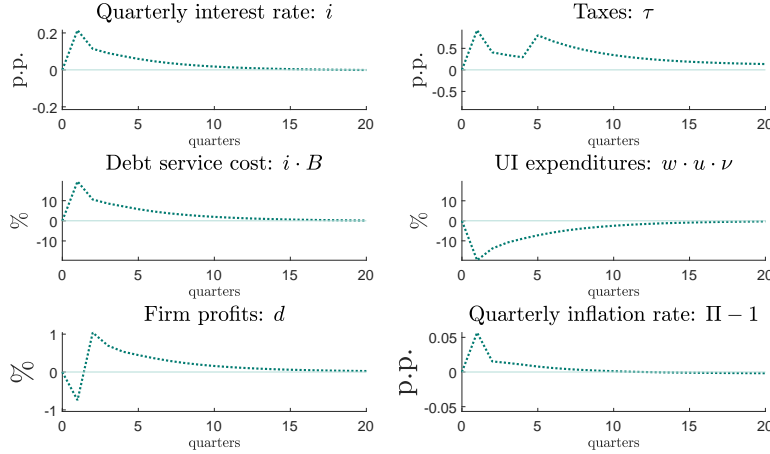 Quarterly interest rate: i
p.p.
0.2
0
-0.2
0 5 10 15 20
quarters
Taxes: τ
p.p.
0.5
0
-0.5
0 5 10 15 20
quarters
Debt service cost: i · B
%
10
0
-10
0 5 10 15 20
quarters
UI expenditures: w · u · ν
%
10
0
-10
0 5 10 15 20
quarters
Firm profits: d
%
1
0
-1
0 5 10 15 20
quarters
Quarterly inflation rate: Π − 1
p.p.
0.05
0
-0.05
0 5 10 15 20
quarters